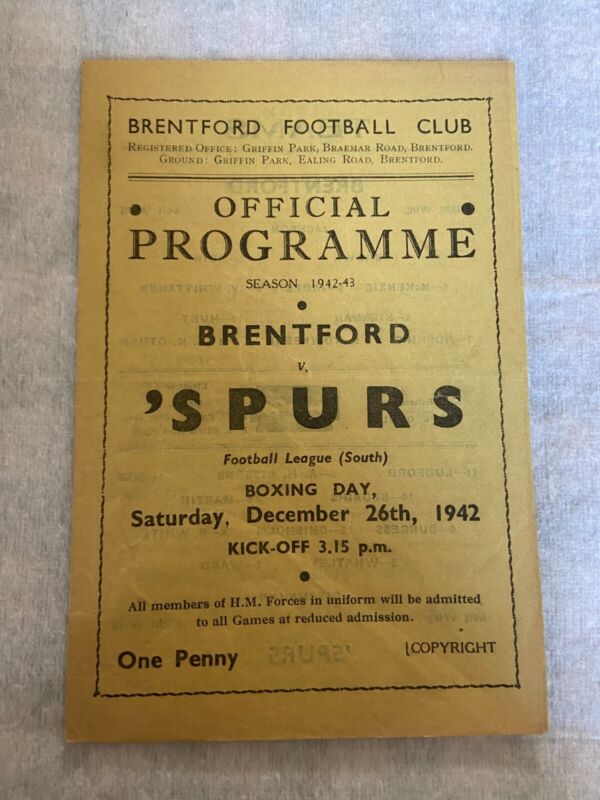 BRENTFORD FOOTBALL CLUB
REGISTERED OFFICE: GRIFFIN PARK, BRAEMAR ROAD, BRENTFORD.
GROUND: GRIFFIN PARK, EALING ROAD, BRENTFORD.
● OFFICIAL ●
PROGRAMME
SEASON 1942-43
●
BRENTFORD
v.
'SPURS
Football League (South)
BOXING DAY,
Saturday, December 26th, 1942
KICK-OFF 3.15 p.m.
●
All members of H.M. Forces in uniform will be admitted
to all Games at reduced admission.
One Penny [COPYRIGHT